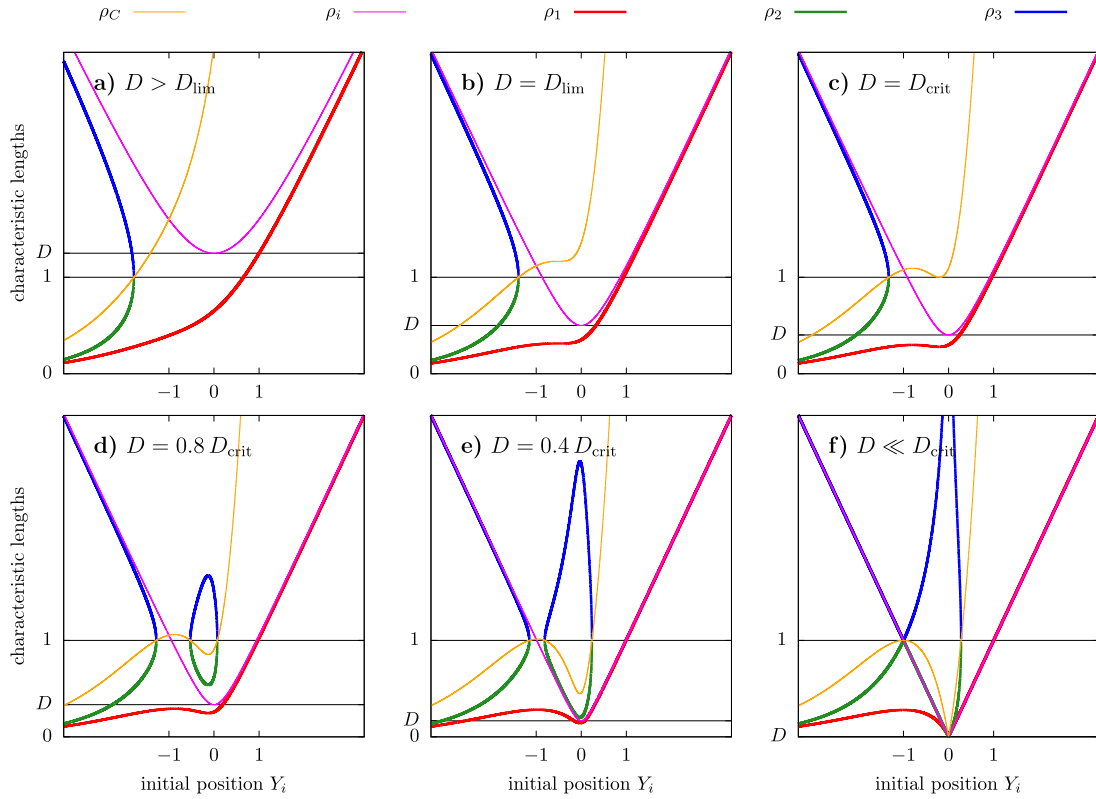 ρ_C ρ_i ρ_1 ρ_2 ρ_3
characteristic lengths
a) D > D_lim
D
1
0
−1 0 1
b) D = D_lim
1
D
0
−1 0 1
c) D = D_crit
1
D
0
−1 0 1
characteristic lengths
d) D = 0.8 D_crit
1
D
0
−1 0 1
initial position Y_i
e) D = 0.4 D_crit
1
D
0
−1 0 1
initial position Y_i
f) D ≪ D_crit
1
D
−1 0 1
initial position Y_i